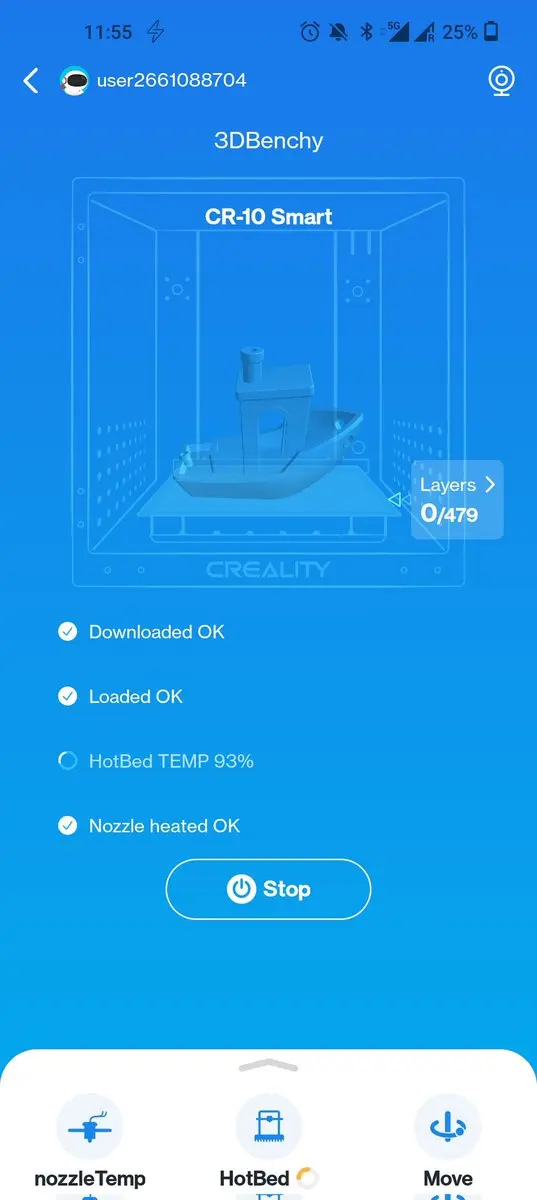 11:55 5G R 25%
user2661088704
3DBenchy
CR-10 Smart
Layers
0/479
CREALITY
Downloaded OK
Loaded OK
HotBed TEMP 93%
Nozzle heated OK
Stop
nozzleTemp HotBed Move